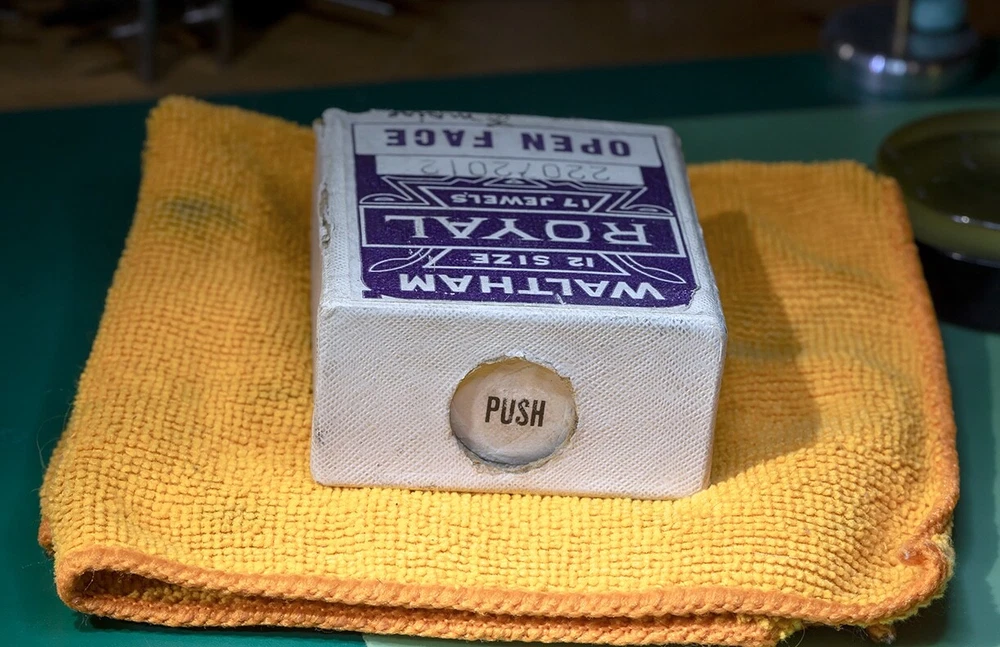 WALTHAM
12 SIZE
ROYAL
17 JEWELS
OPEN FACE
PUSH